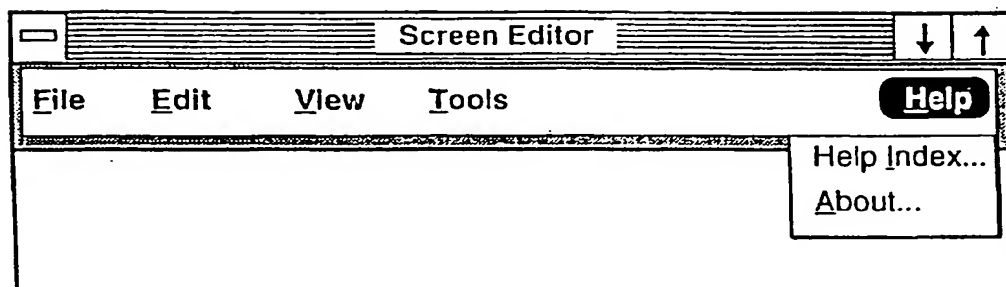 Screen Editor
File Edit View Tools Help
Help Index...
About...